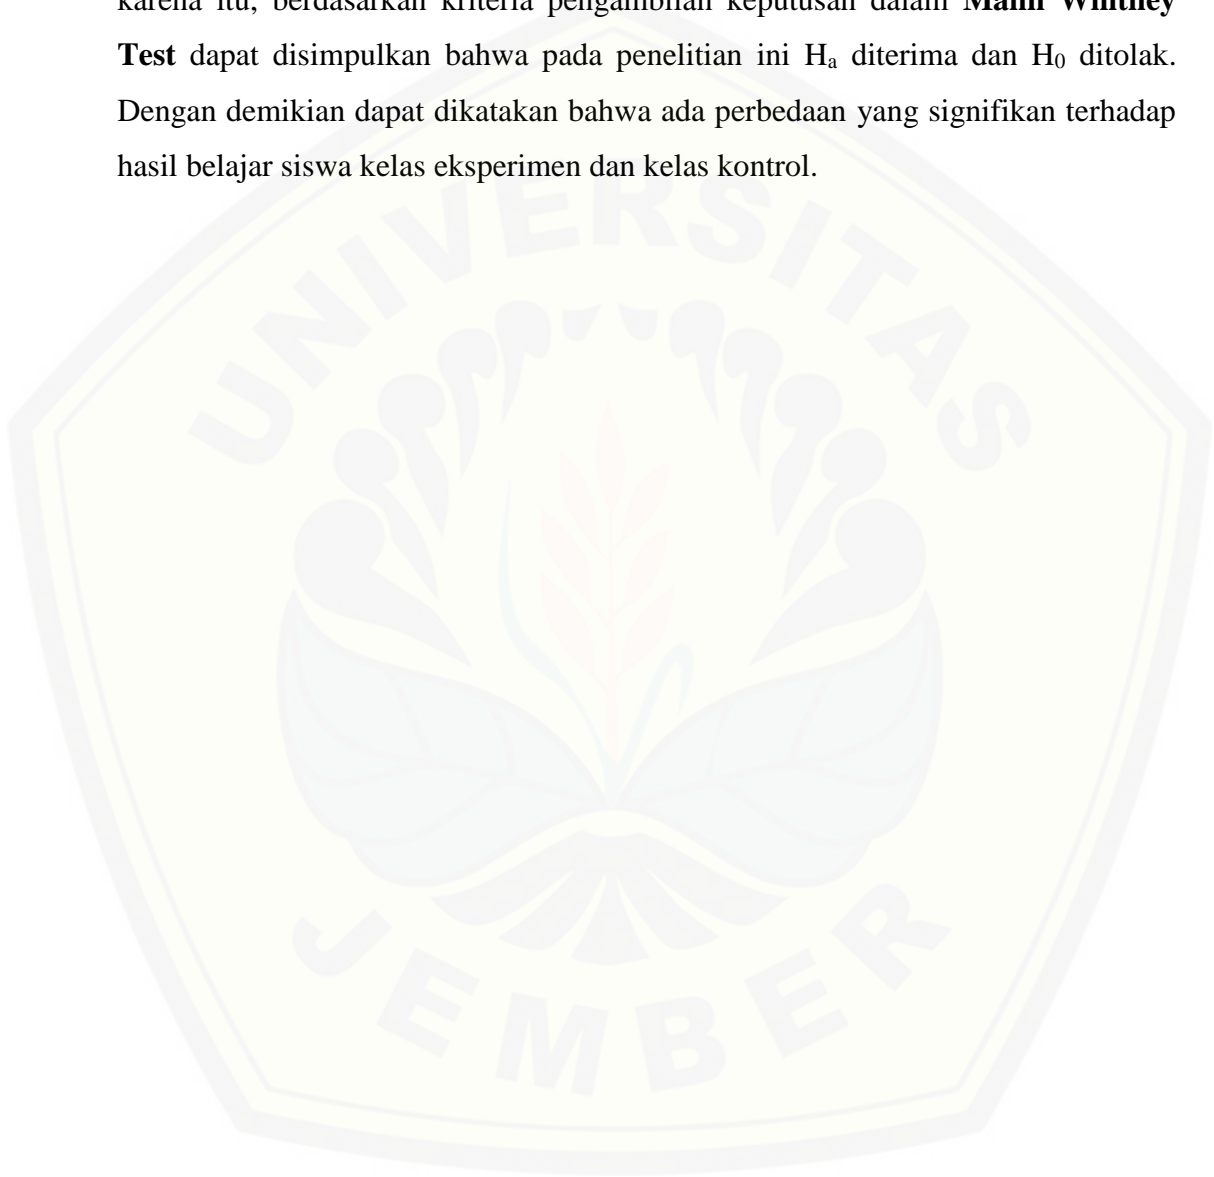 karena itu, berdasarkan kriteria pengambilan keputusan dalam Mann Whitney
Test dapat disimpulkan bahwa pada penelitian ini Ha diterima dan H0 ditolak.
Dengan demikian dapat dikatakan bahwa ada perbedaan yang signifikan terhadap
hasil belajar siswa kelas eksperimen dan kelas kontrol.
UNIVERSITAS
JEMBER